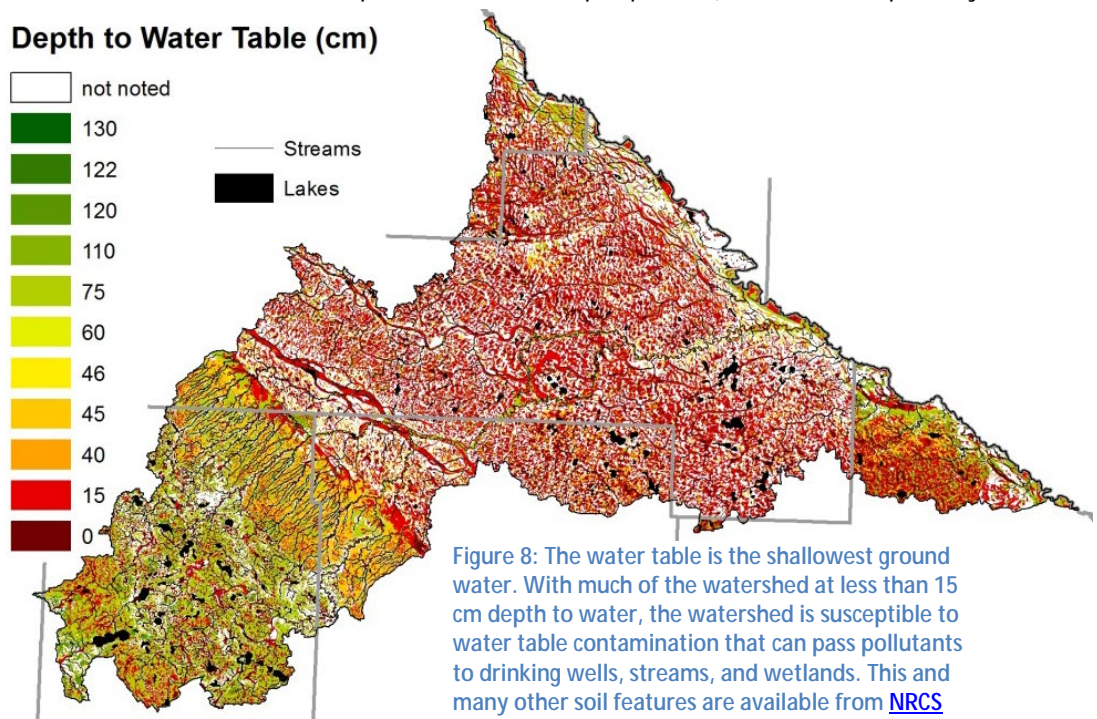 Depth to Water Table (cm)
not noted
130
122
120
110
75
60
46
45
40
15
0
Streams
Lakes
Figure 8: The water table is the shallowest ground
water. With much of the watershed at less than 15
cm depth to water, the watershed is susceptible to
water table contamination that can pass pollutants
to drinking wells, streams, and wetlands. This and
many other soil features are available from NRCS